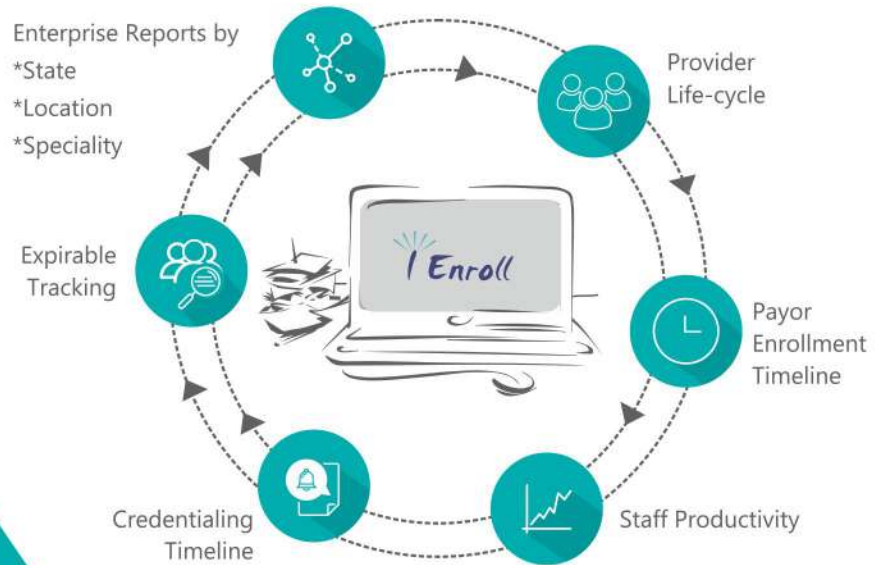 Enterprise Reports by
*State
*Location
*Speciality
Provider
Life-cycle
Expirable
Tracking
I Enroll
Payor
Enrollment
Timeline
Credentialing
Timeline
Staff Productivity